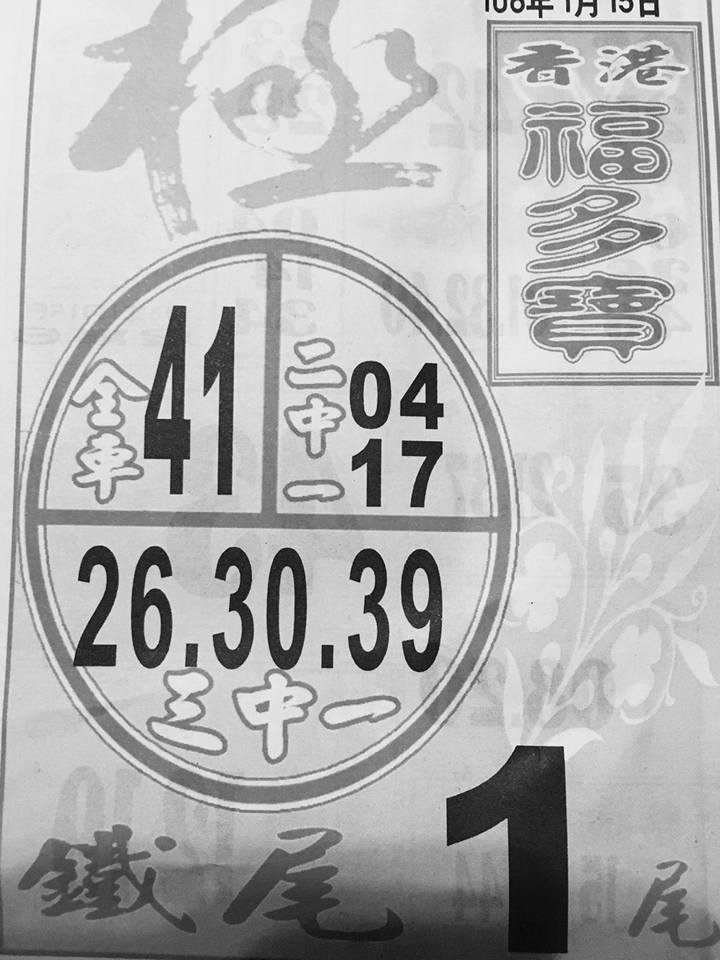 108年1月15日
極
香港
福多寶
全車
41
二中一
04
17
26.30.39
三中一
鐵尾
1
尾